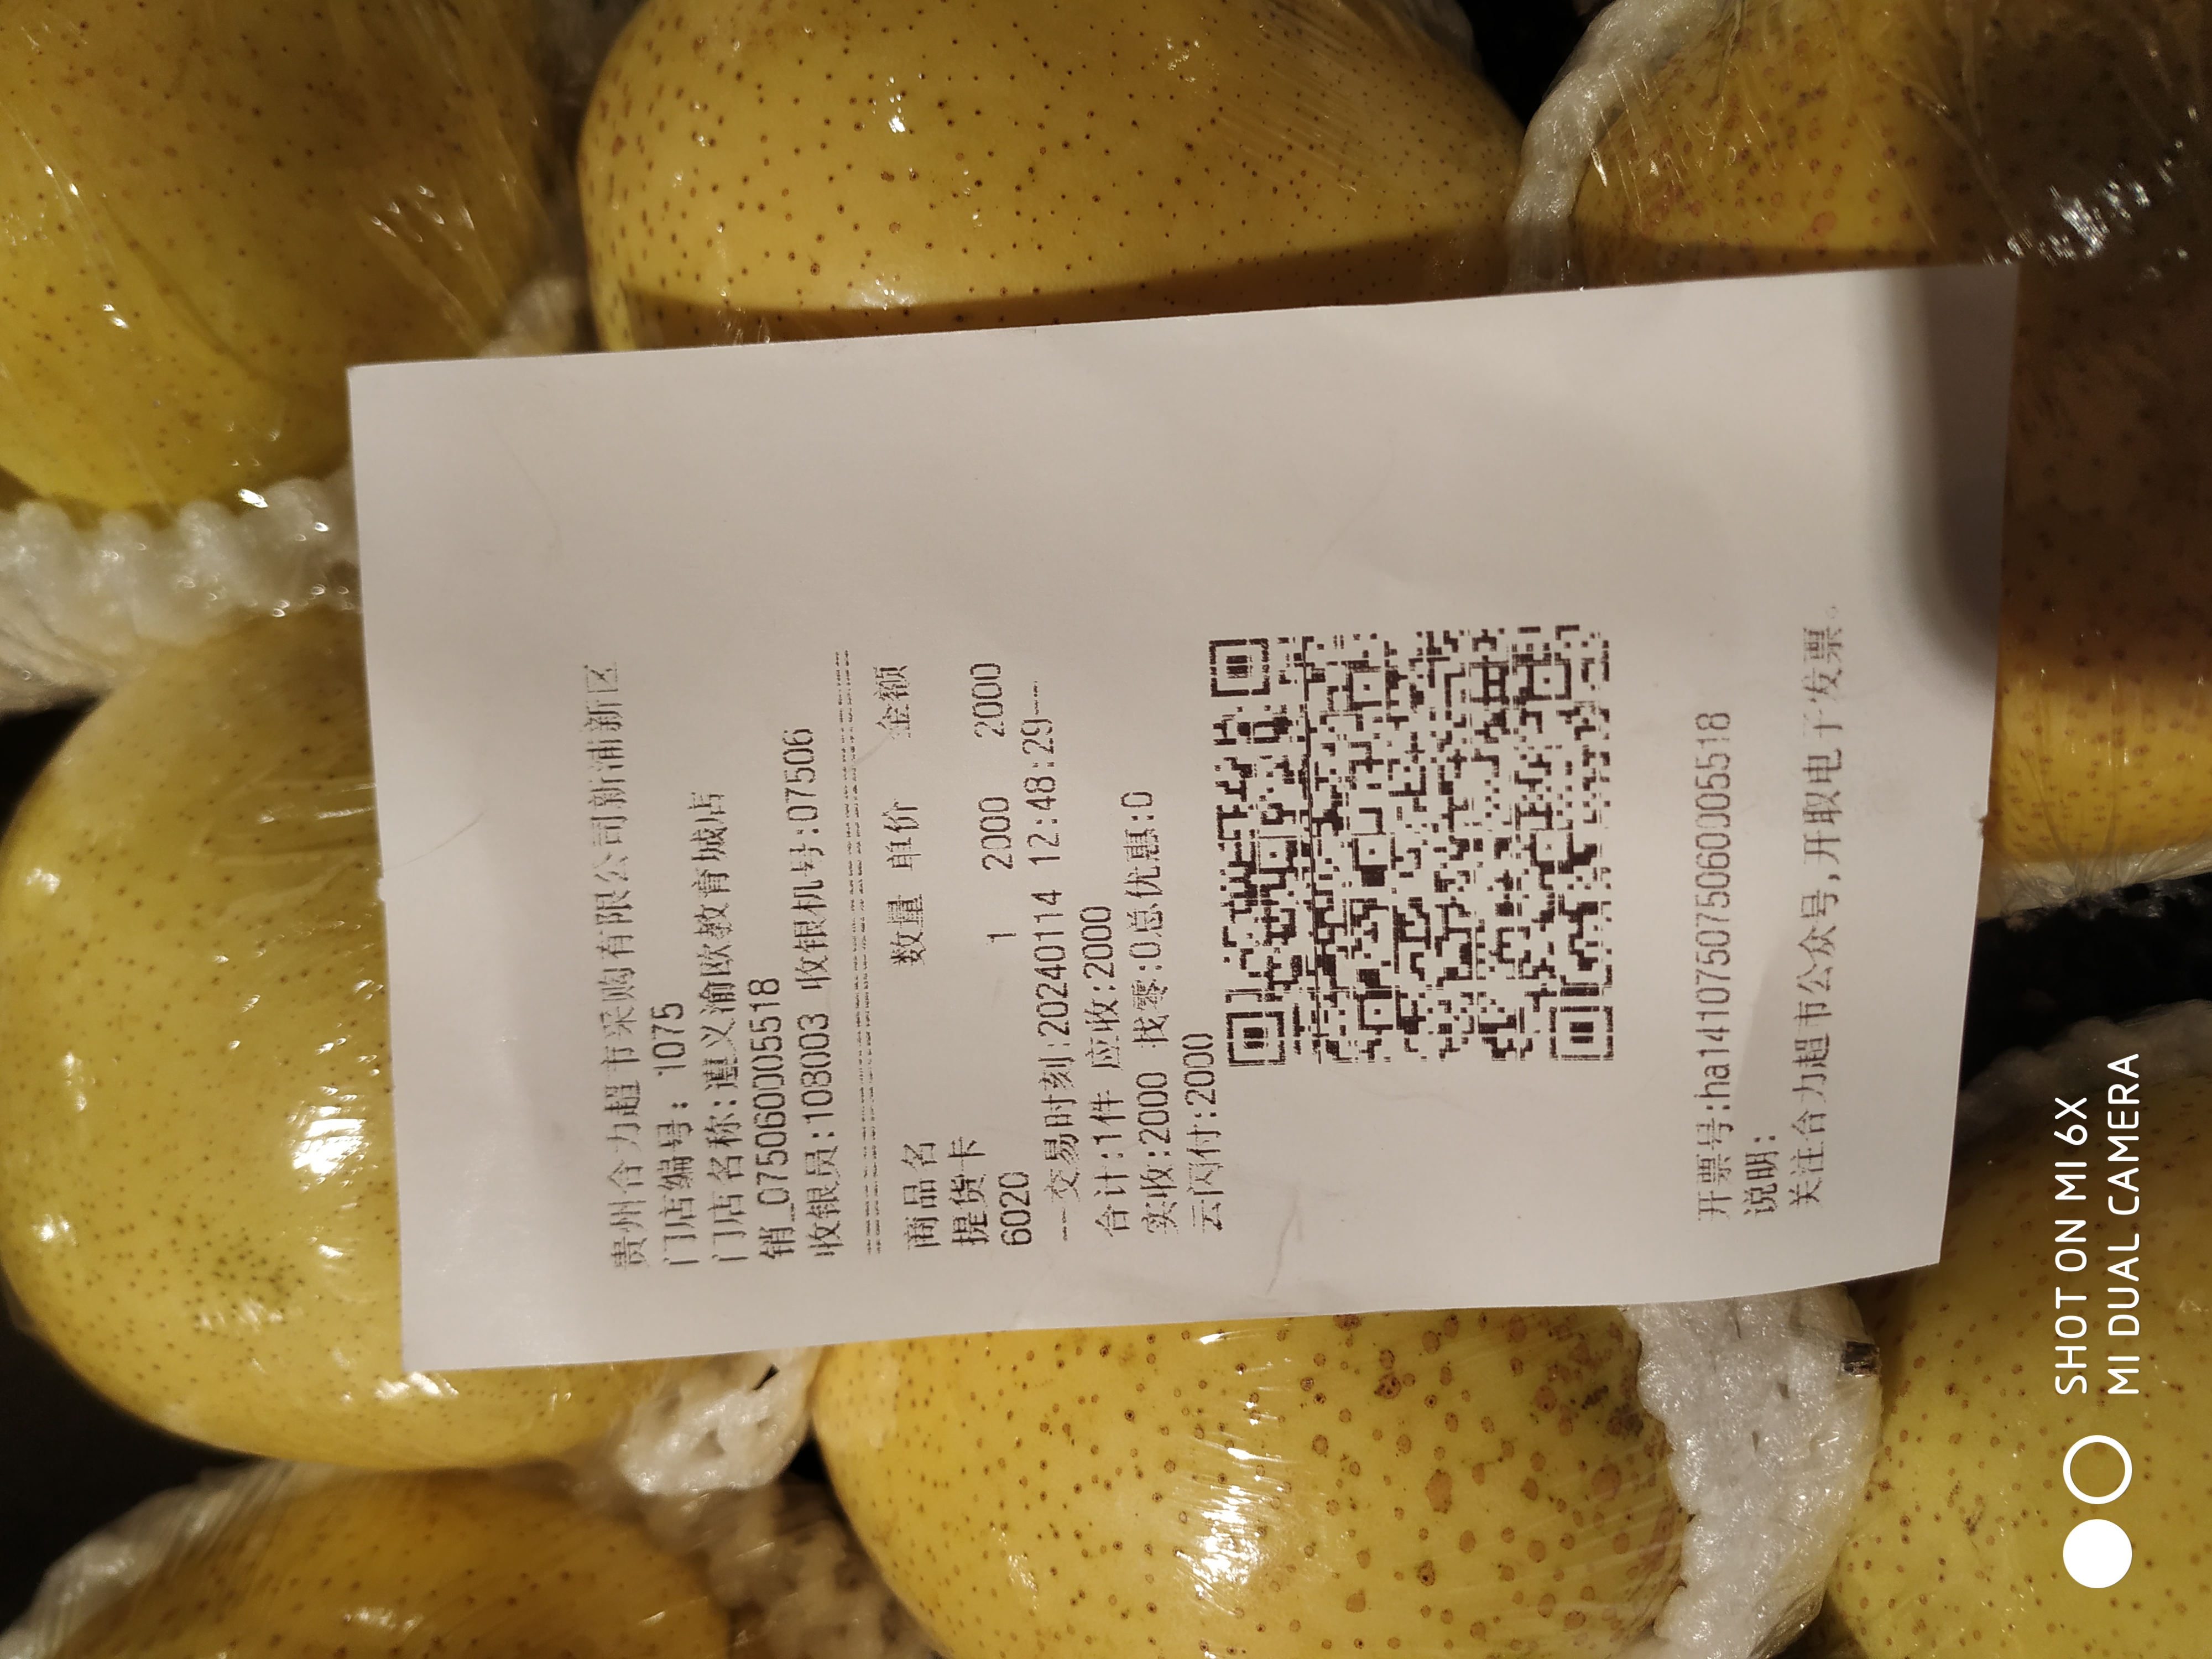 贵州合力超市采购有限公司新浦新区
门店编号: 1075
门店名称:遵义渝欧教育城店
销_075060005518
收银员:108003 收银机号:07506
商品名 数量 单价 金额
提货卡
6020 1 2000 2000
---交易时刻:20240114 12:48:29---
合计:1件 应收:2000
实收:2000 找零:0总优惠:0
云闪付:2000
开票号:ha1410750750600055​18
说明:
关注合力超市公众号,开取电子发票。
SHOT ON MI 6X
MI DUAL CAMERA